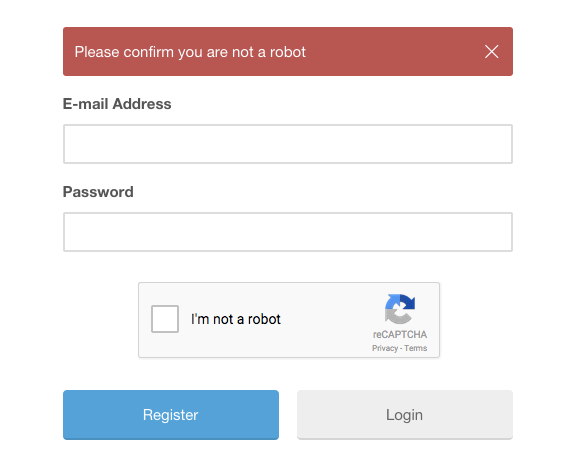 Please confirm you are not a robot
E-mail Address
Password
I'm not a robot
reCAPTCHA
Privacy - Terms
Register
Login